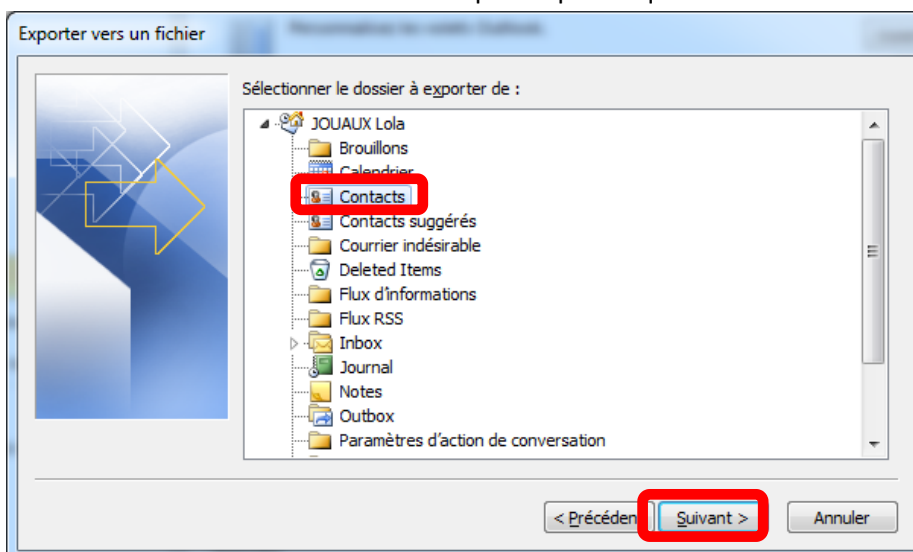 Exporter vers un fichier
Sélectionner le dossier à exporter de :
JOUAUX Lola
Brouillons
Calendrier
Contacts
Contacts suggérés
Courrier indésirable
Deleted Items
Flux d'informations
Flux RSS
Inbox
Journal
Notes
Outbox
Paramètres d'action de conversation
< Précéden Suivant > Annuler